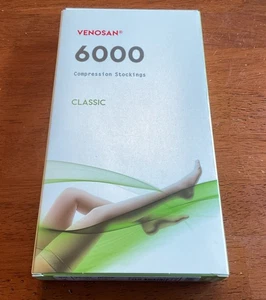 VENOSAN®
6000
Compression Stockings
CLASSIC